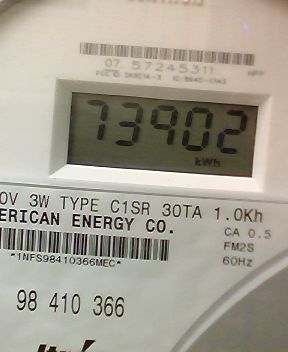 07 57245311
73902
kWh
0V 3W TYPE C1SR 30TA 1.0Kh
ERICAN ENERGY CO.
CA 0.5
FM2S
60Hz
*1NFS98410366MEC*
98 410 366